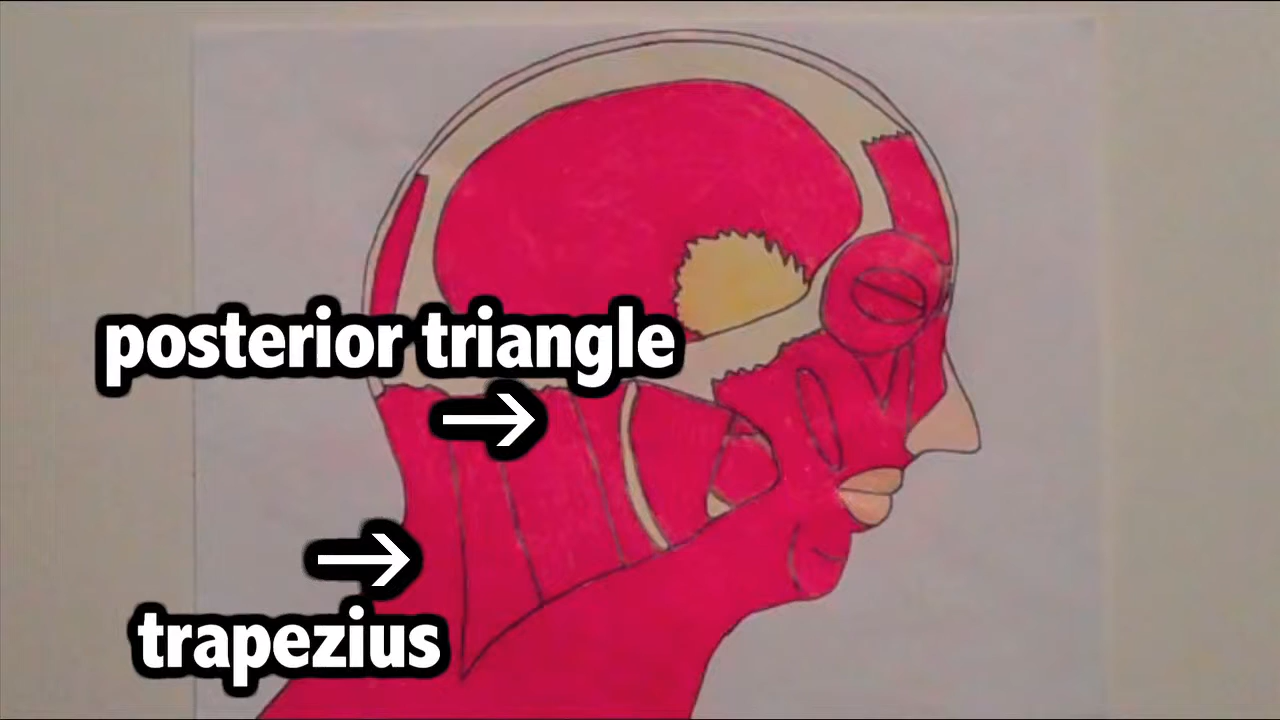 posterior triangle
→
→
trapezius